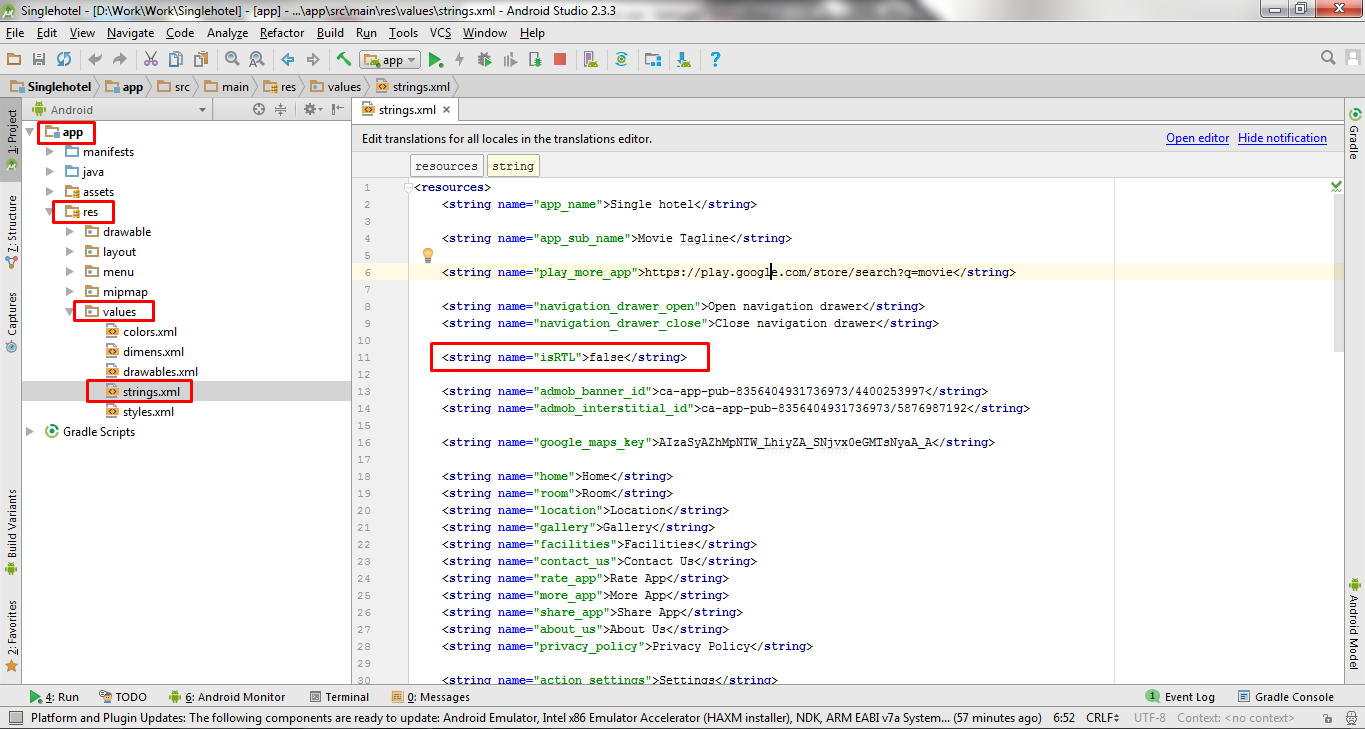 Singlehotel - [D:\Work\Work\Singlehotel] - [app] - ...\app\src\main\res\values\strings.xml - Android Studio 2.3.3
File Edit View Navigate Code Analyze Refactor Build Run Tools VCS Window Help
app
Singlehotel app src main res values strings.xml
1: Project
7: Structure
Captures
Build Variants
2: Favorites
Android
app
manifests
java
assets
res
drawable
layout
menu
mipmap
values
colors.xml
dimens.xml
drawables.xml
strings.xml
styles.xml
Gradle Scripts
strings.xml
Edit translations for all locales in the translations editor. Open editor Hide notification
resources string
1 <resources>
2 <string name="app_name">Single hotel</string>
3
4 <string name="app_sub_name">Movie Tagline</string>
5
6 <string name="play_more_app">https://play.google.com/store/search?q=movie</string>
7
8 <string name="navigation_drawer_open">Open navigation drawer</string>
9 <string name="navigation_drawer_close">Close navigation drawer</string>
10
11 <string name="isRTL">false</string>
12
13 <string name="admob_banner_id">ca-app-pub-8356404931736973/4400253997</string>
14 <string name="admob_interstitial_id">ca-app-pub-8356404931736973/5876987192</string>
15
16 <string name="google_maps_key">AIzaSyAZhMpNTW_LhiyZA_SNjvx0eGMTsNyaA_A</string>
17
18 <string name="home">Home</string>
19 <string name="room">Room</string>
20 <string name="location">Location</string>
21 <string name="gallery">Gallery</string>
22 <string name="facilities">Facilities</string>
23 <string name="contact_us">Contact Us</string>
24 <string name="rate_app">Rate App</string>
25 <string name="more_app">More App</string>
26 <string name="share_app">Share App</string>
27 <string name="about_us">About Us</string>
28 <string name="privacy_policy">Privacy Policy</string>
29
30 <string name="action_settings">Settings</string>
Gradle
Android Model
4: Run TODO 6: Android Monitor Terminal 0: Messages 1 Event Log Gradle Console
Platform and Plugin Updates: The following components are ready to update: Android Emulator, Intel x86 Emulator Accelerator (HAXM installer), NDK, ARM EABI v7a System... (57 minutes ago) 6:52 CRLF UTF-8 Context: <no context>